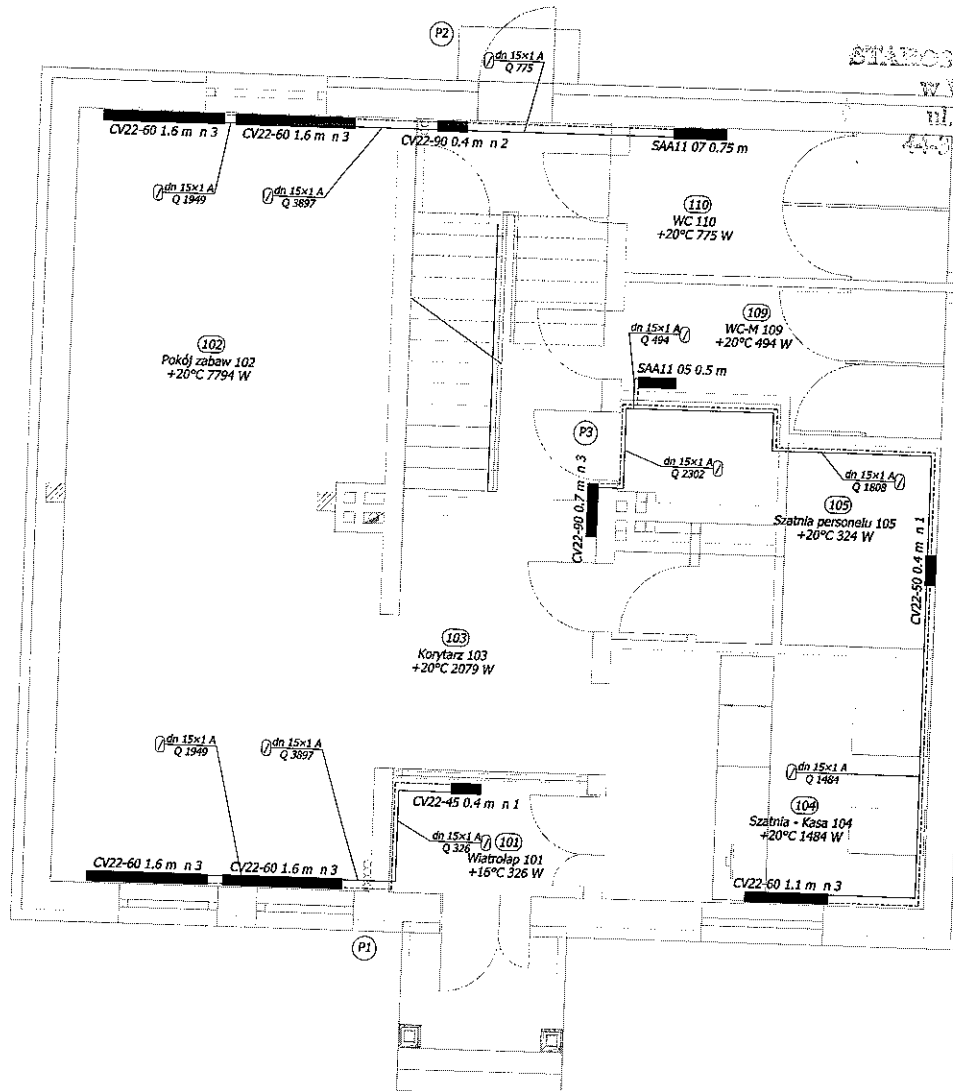 P2
dn 15×1 A
Q 775
STAROS
w
ul.
44-
CV22-60 1.6 m n 3
CV22-60 1.6 m n 3
CV22-90 0.4 m n 2
SAA11 07 0.75 m
dn 15×1 A
Q 1949
dn 15×1 A
Q 3897
110
WC 110
+20°C 775 W
109
WC-M 109
+20°C 494 W
dn 15×1 A
Q 494
SAA11 05 0.5 m
102
Pokój zabaw 102
+20°C 7794 W
P3
dn 15×1 A
Q 2302
dn 15×1 A
Q 1808
CV22-90 0.7 m n 3
105
Szatnia personelu 105
+20°C 324 W
CV22-50 0.4 m n 1
103
Korytarz 103
+20°C 2079 W
dn 15×1 A
Q 1949
dn 15×1 A
Q 3897
dn 15×1 A
Q 1484
CV22-45 0.4 m n 1
104
Szatnia - Kasa 104
+20°C 1484 W
dn 15×1 A
Q 326
101
Wiatrołap 101
+16°C 326 W
CV22-60 1.6 m n 3
CV22-60 1.6 m n 3
CV22-60 1.1 m n 3
P1